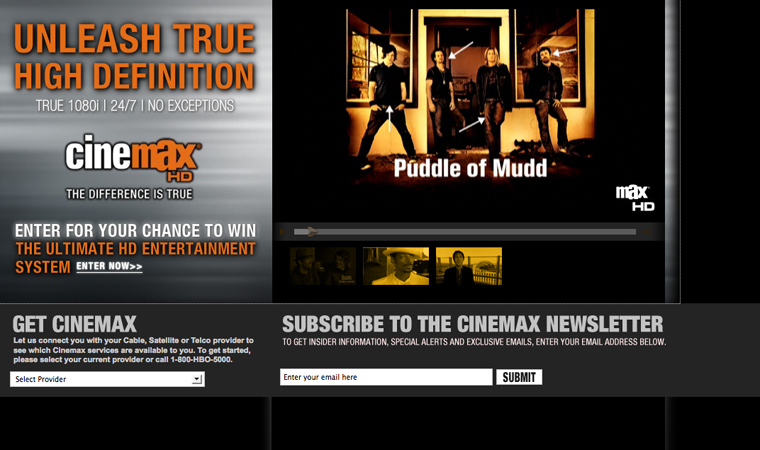 UNLEASH TRUE
HIGH DEFINITION
TRUE 1080i | 24/7 | NO EXCEPTIONS
cinemax
HD
THE DIFFERENCE IS TRUE
ENTER FOR YOUR CHANCE TO WIN
THE ULTIMATE HD ENTERTAINMENT
SYSTEM ENTER NOW>>
Puddle of Mudd
max
HD
GET CINEMAX
Let us connect you with your Cable, Satellite or Telco provider to
see which Cinemax services are available to you. To get started,
please select your current provider or call 1-800-HBO-5000.
Select Provider
SUBSCRIBE TO THE CINEMAX NEWSLETTER
TO GET INSIDER INFORMATION, SPECIAL ALERTS AND EXCLUSIVE EMAILS, ENTER YOUR EMAIL ADDRESS BELOW.
Enter your email here
SUBMIT